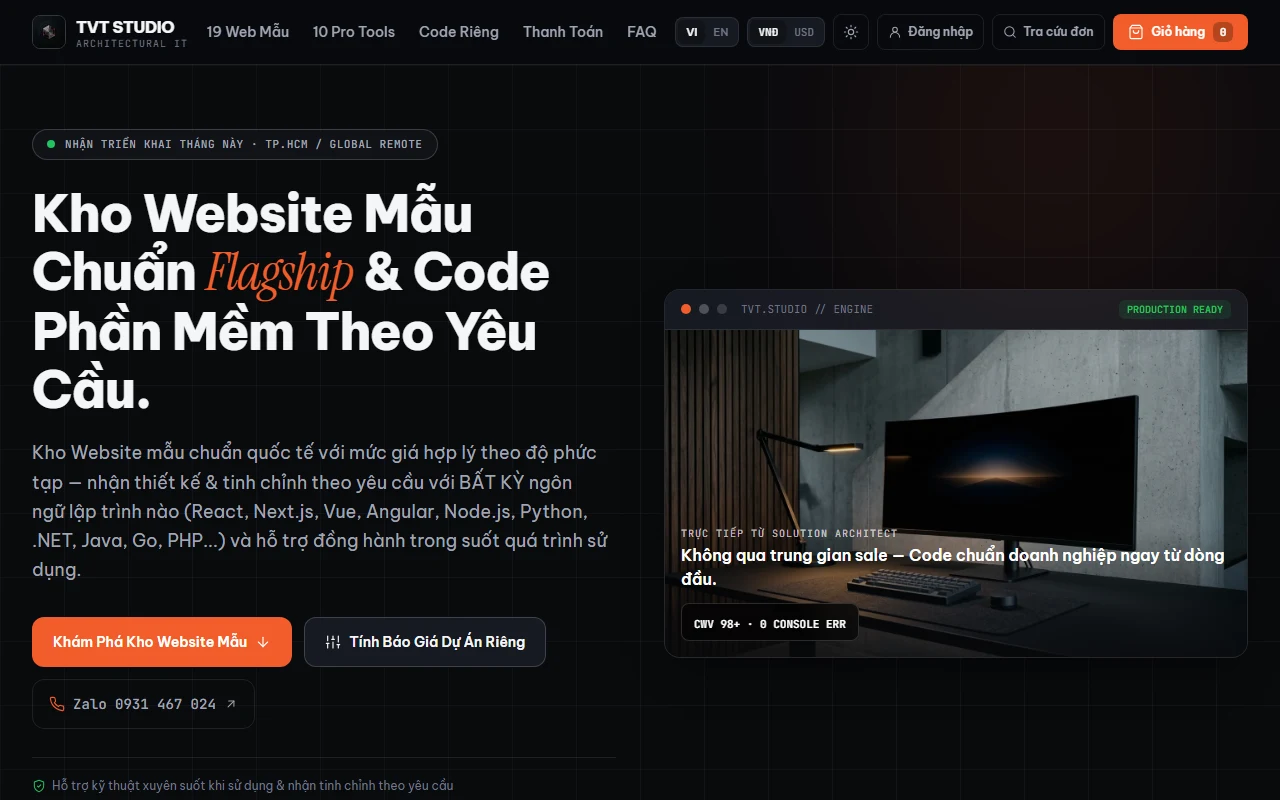 TVT STUDIO
ARCHITECTURAL IT
19 Web Mẫu
10 Pro Tools
Code Riêng
Thanh Toán
FAQ
VI EN
VNĐ USD
Đăng nhập
Tra cứu đơn
Giỏ hàng 0
NHẬN TRIỂN KHAI THÁNG NÀY · TP.HCM / GLOBAL REMOTE
Kho Website Mẫu
Chuẩn Flagship & Code
Phần Mềm Theo Yêu
Cầu.
Kho Website mẫu chuẩn quốc tế với mức giá hợp lý theo độ phức
tạp — nhận thiết kế & tinh chỉnh theo yêu cầu với BẤT KỲ ngôn
ngữ lập trình nào (React, Next.js, Vue, Angular, Node.js, Python,
.NET, Java, Go, PHP...) và hỗ trợ đồng hành trong suốt quá trình sử
dụng.
Khám Phá Kho Website Mẫu ↓
Tính Báo Giá Dự Án Riêng
Zalo 0931 467 024 ↗
Hỗ trợ kỹ thuật xuyên suốt khi sử dụng & nhận tinh chỉnh theo yêu cầu
TVT.STUDIO // ENGINE
PRODUCTION READY
TRỰC TIẾP TỪ SOLUTION ARCHITECT
Không qua trung gian sale — Code chuẩn doanh nghiệp ngay từ dòng
đầu.
CWV 98+ · 0 CONSOLE ERR